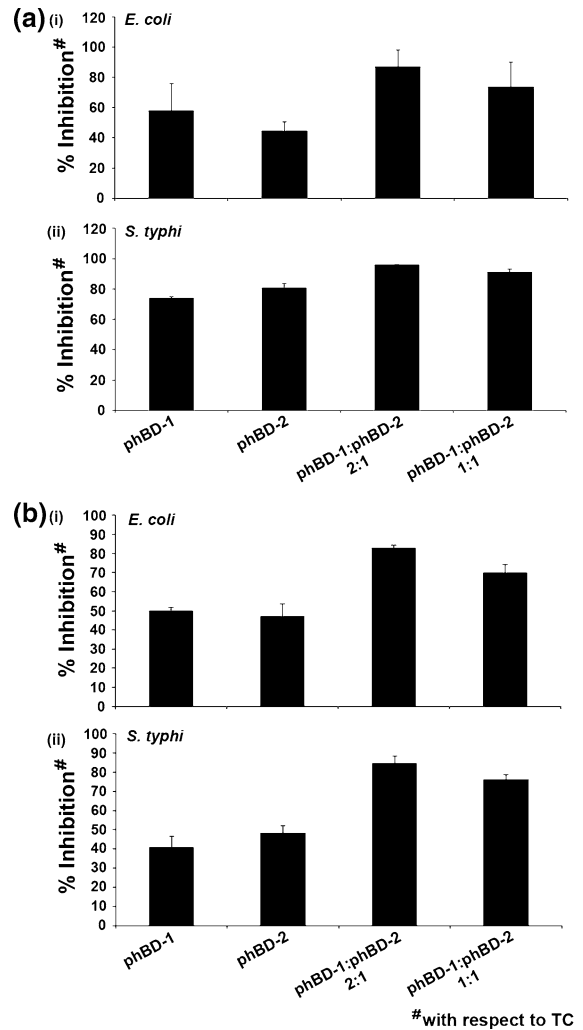 (a) (i) E. coli
% Inhibition#
120
100
80
60
40
20
0
(ii) S. typhi
% Inhibition#
120
100
80
60
40
20
0
phBD-1
phBD-2
phBD-1:phBD-2
2:1
phBD-1:phBD-2
1:1
(b) (i) E. coli
% Inhibition#
100
90
80
70
60
50
40
30
20
10
0
(ii) S. typhi
% Inhibition#
100
90
80
70
60
50
40
30
20
10
0
phBD-1
phBD-2
phBD-1:phBD-2
2:1
phBD-1:phBD-2
1:1
#with respect to TC